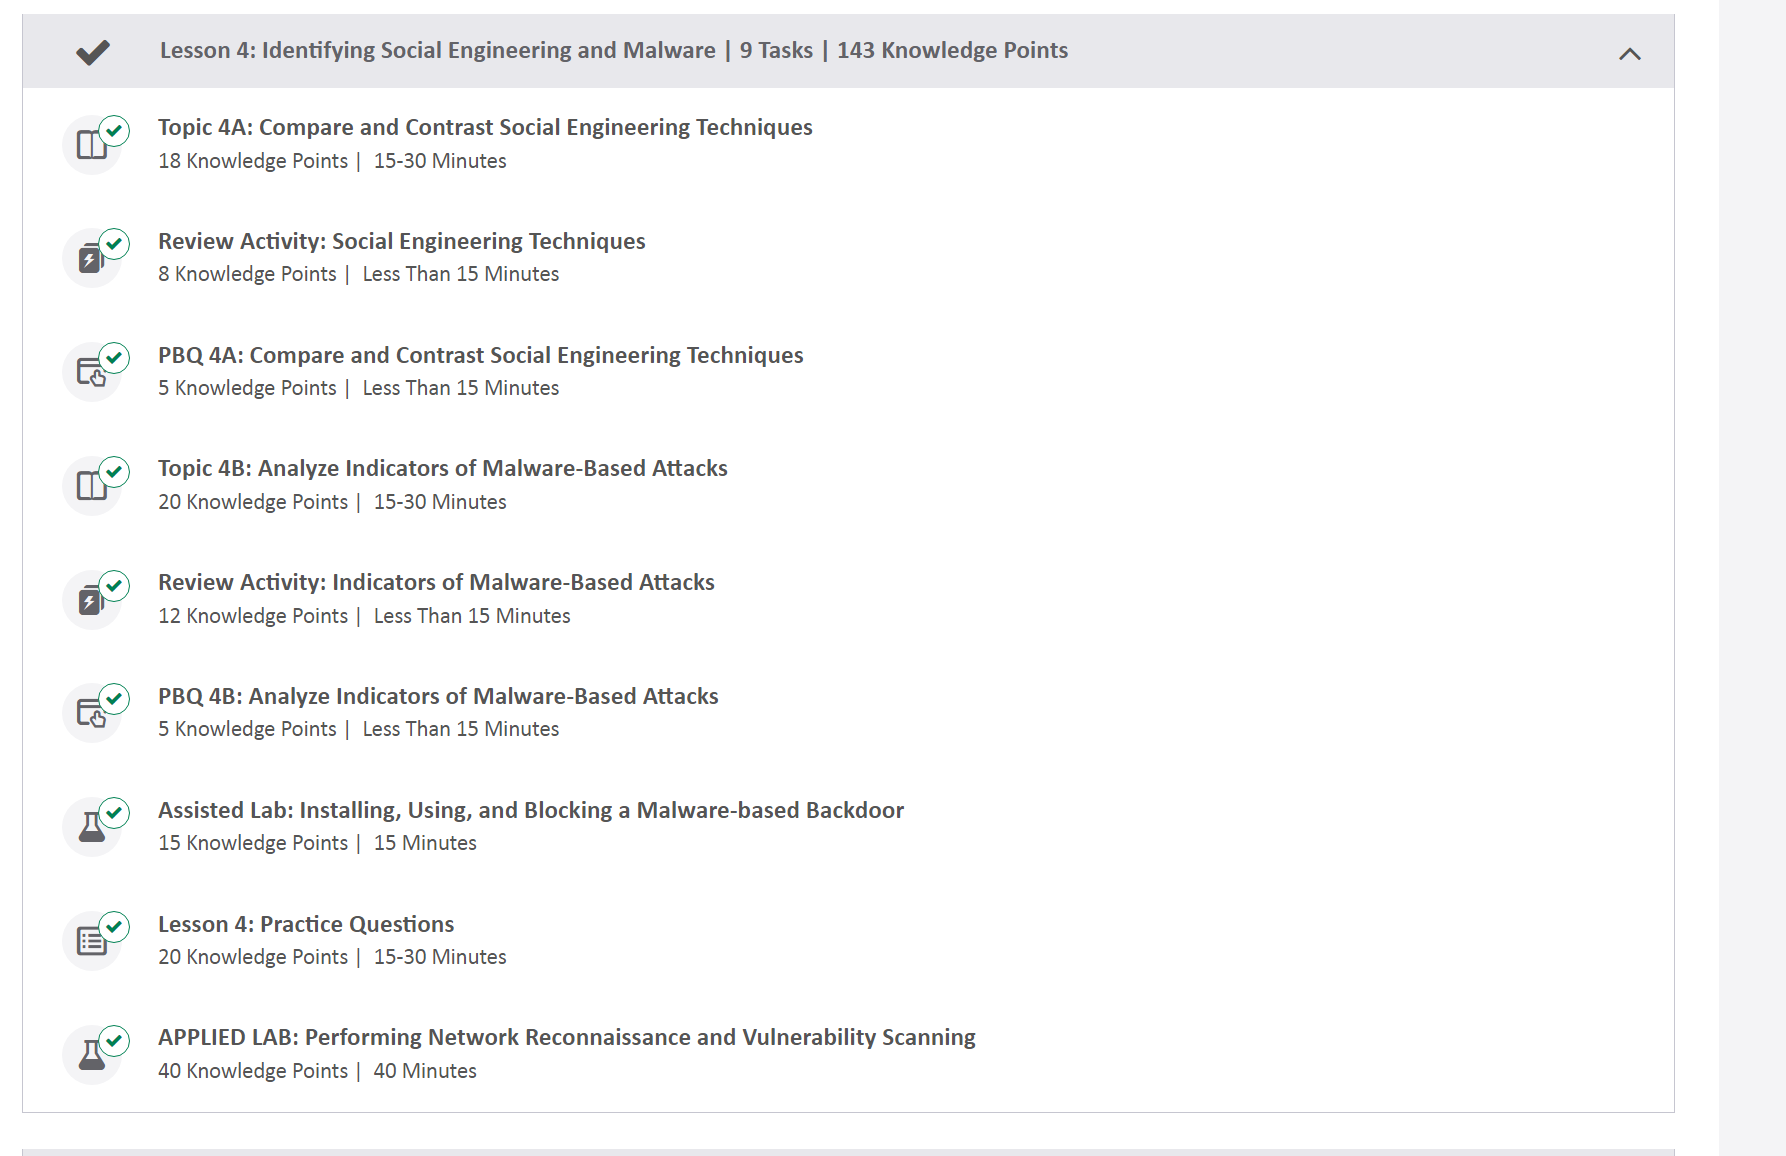 Lesson 4: Identifying Social Engineering and Malware | 9 Tasks | 143 Knowledge Points
Topic 4A: Compare and Contrast Social Engineering Techniques
18 Knowledge Points | 15-30 Minutes
Review Activity: Social Engineering Techniques
8 Knowledge Points | Less Than 15 Minutes
PBQ 4A: Compare and Contrast Social Engineering Techniques
5 Knowledge Points | Less Than 15 Minutes
Topic 4B: Analyze Indicators of Malware-Based Attacks
20 Knowledge Points | 15-30 Minutes
Review Activity: Indicators of Malware-Based Attacks
12 Knowledge Points | Less Than 15 Minutes
PBQ 4B: Analyze Indicators of Malware-Based Attacks
5 Knowledge Points | Less Than 15 Minutes
Assisted Lab: Installing, Using, and Blocking a Malware-based Backdoor
15 Knowledge Points | 15 Minutes
Lesson 4: Practice Questions
20 Knowledge Points | 15-30 Minutes
APPLIED LAB: Performing Network Reconnaissance and Vulnerability Scanning
40 Knowledge Points | 40 Minutes